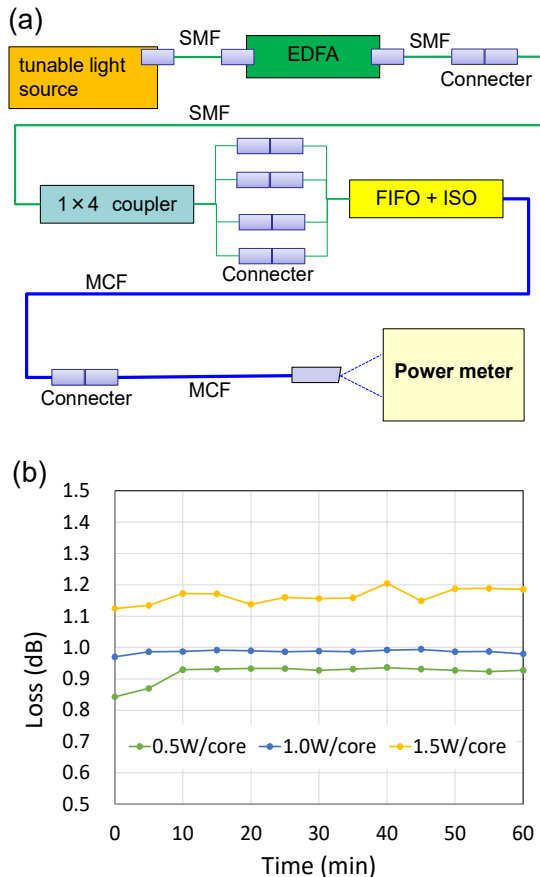 (a)
SMF
EDFA
SMF
tunable light
source
Connecter
SMF
1×4 coupler
FIFO + ISO
Connecter
MCF
Connecter
MCF
Power meter
(b)
1.5
1.4
1.3
1.2
1.1
1.0
0.9
0.8
0.7
0.6
0.5
Loss (dB)
0.5W/core
1.0W/core
1.5W/core
0 10 20 30 40 50 60
Time (min)